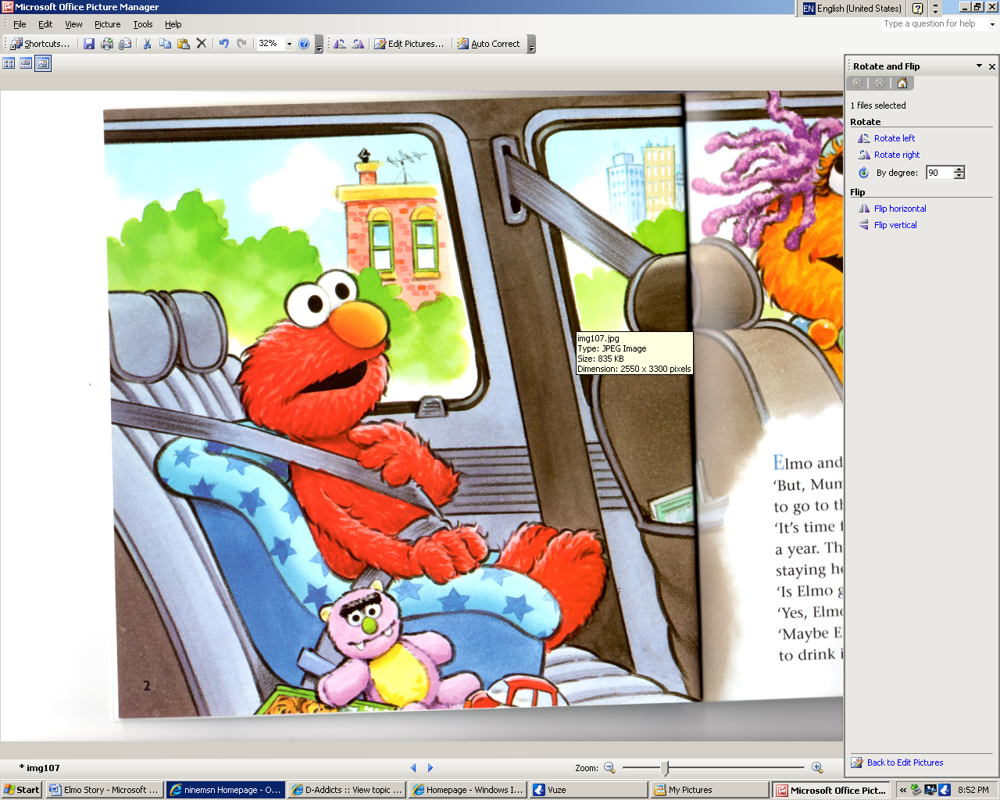 Microsoft Office Picture Manager
EN English (United States)
File Edit View Picture Tools Help
Type a question for help
Shortcuts... 32% Edit Pictures... Auto Correct
Rotate and Flip
1 files selected
Rotate
Rotate left
Rotate right
By degree: 90
Flip
Flip horizontal
Flip vertical
img107.jpg
Type: JPEG Image
Size: 835 KB
Dimension: 2550 x 3300 pixels
Elmo and
‘But, Mum
to go to th
‘It’s time
a year. Th
staying he
‘Is Elmo g
‘Yes, Elmo
‘Maybe E
to drink i
2
Back to Edit Pictures
* img107
Zoom:
Start Elmo Story - Microsoft ... ninemsn Homepage - O... D-Addicts :: View topic ... Homepage - Windows I... Vuze My Pictures Microsoft Office Pict... « 8:52 PM